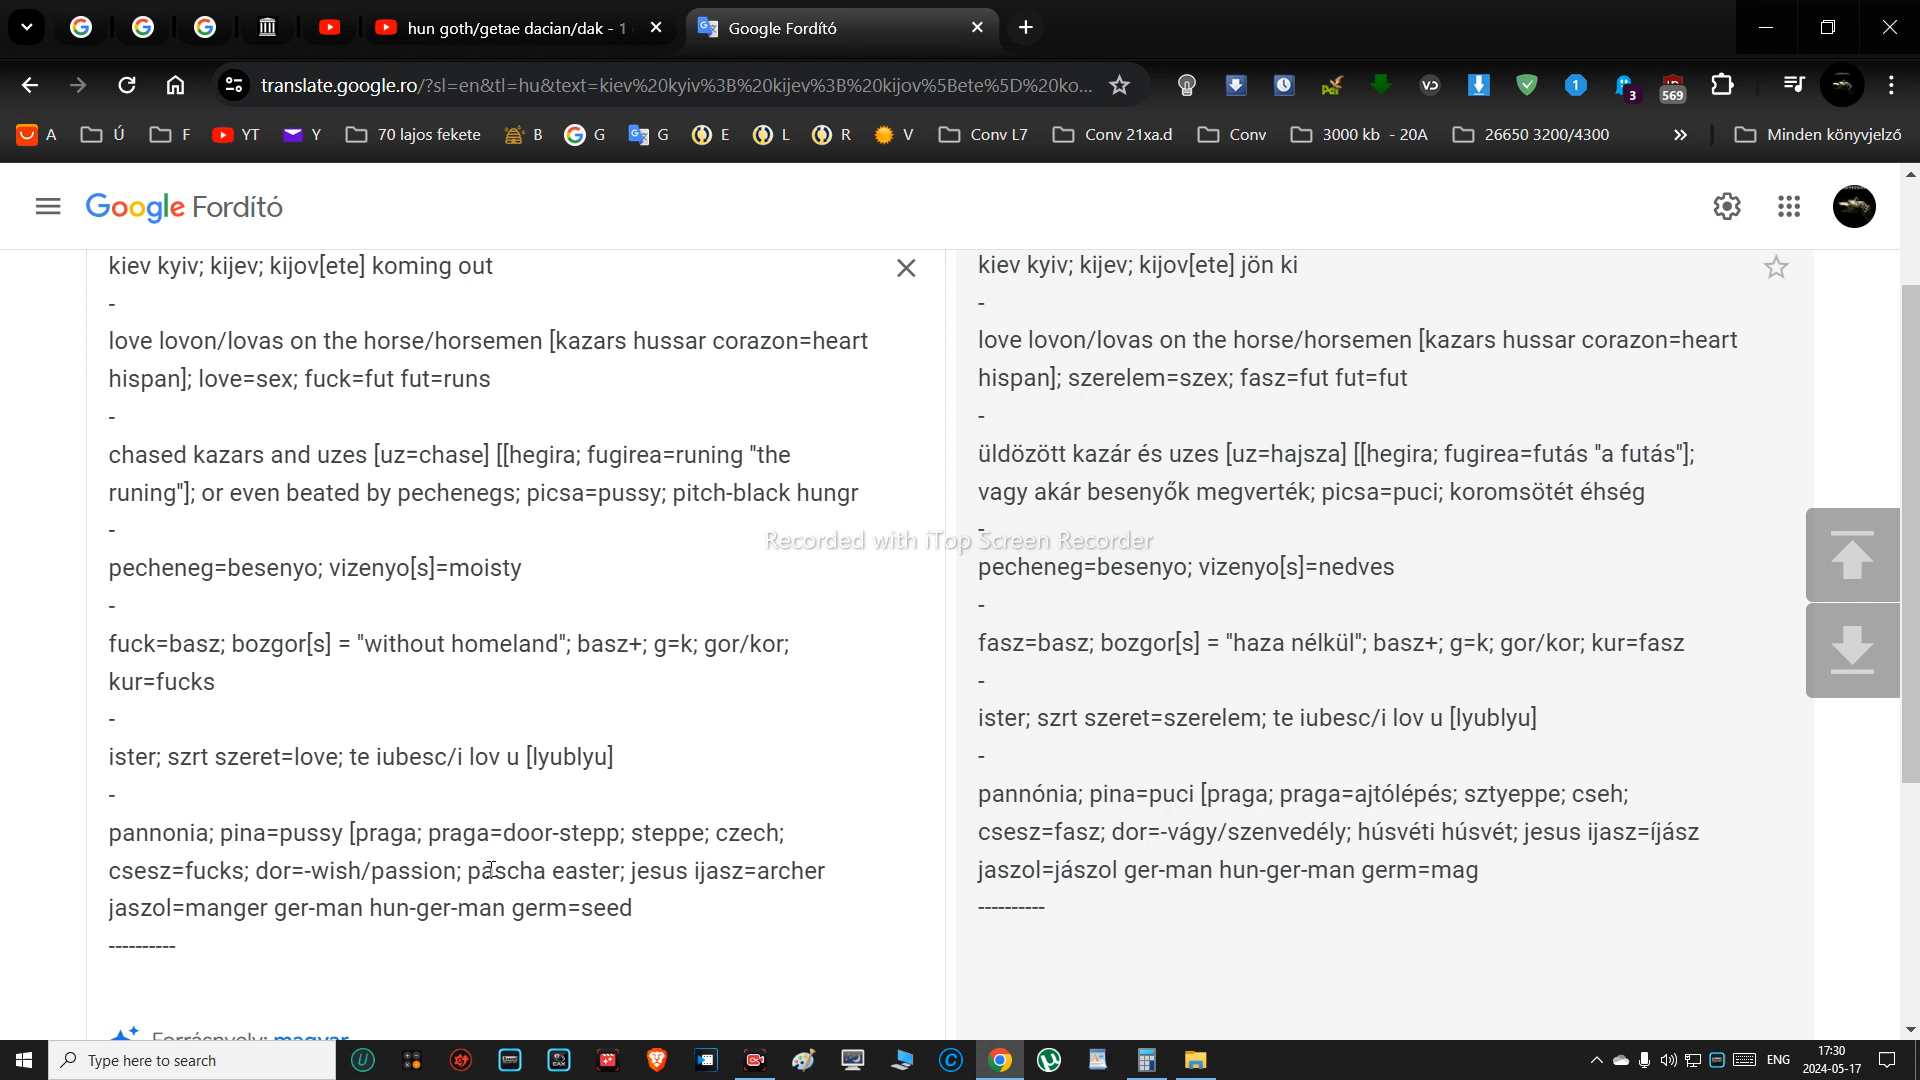 hun goth/getae dacian/dak - 1
Google Fordító
translate.google.ro/?sl=en&tl=hu&text=kiev%20kyiv%3B%20kijev%3B%20kijov%5Bete%5D%20ko...
3
569
A
Ú
F
YT
Y
70 lajos fekete
B
G
G
E
L
R
V
Conv L7
Conv 21xa.d
Conv
3000 kb - 20A
26650 3200/4300
»
Minden könyvjelző
Google Fordító
kiev kyiv; kijev; kijov[ete] koming out
-
love lovon/lovas on the horse/horsemen [kazars hussar corazon=heart
hispan]; love=sex; fuck=fut fut=runs
-
chased kazars and uzes [uz=chase] [[hegira; fugirea=runing "the
runing"]; or even beated by pechenegs; picsa=pussy; pitch-black hungr
-
pecheneg=besenyo; vizenyo[s]=moisty
-
fuck=basz; bozgor[s] = "without homeland"; basz+; g=k; gor/kor;
kur=fucks
-
ister; szrt szeret=love; te iubesc/i lov u [lyublyu]
-
pannonia; pina=pussy [praga; praga=door-stepp; steppe; czech;
csesz=fucks; dor=-wish/passion; pascha easter; jesus ijasz=archer
jaszol=manger ger-man hun-ger-man germ=seed
----------
kiev kyiv; kijev; kijov[ete] jön ki
-
love lovon/lovas on the horse/horsemen [kazars hussar corazon=heart
hispan]; szerelem=szex; fasz=fut fut=fut
-
üldözött kazár és uzes [uz=hajsza] [[hegira; fugirea=futás "a futás"];
vagy akár besenyők megverték; picsa=puci; koromsötét éhség
-
pecheneg=besenyo; vizenyo[s]=nedves
-
fasz=basz; bozgor[s] = "haza nélkül"; basz+; g=k; gor/kor; kur=fasz
-
ister; szrt szeret=szerelem; te iubesc/i lov u [lyublyu]
-
pannónia; pina=puci [praga; praga=ajtólépés; sztyeppe; cseh;
csesz=fasz; dor=-vágy/szenvedély; húsvéti húsvét; jesus ijasz=íjász
jaszol=jászol ger-man hun-ger-man germ=mag
----------
Recorded with iTop Screen Recorder
Forrásnyelv: magyar
Type here to search
ENG
17:30
2024-05-17